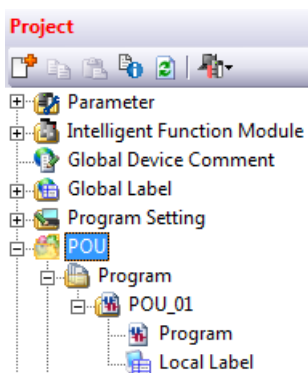 Project
Parameter
Intelligent Function Module
Global Device Comment
Global Label
Program Setting
POU
Program
POU_01
Program
Local Label